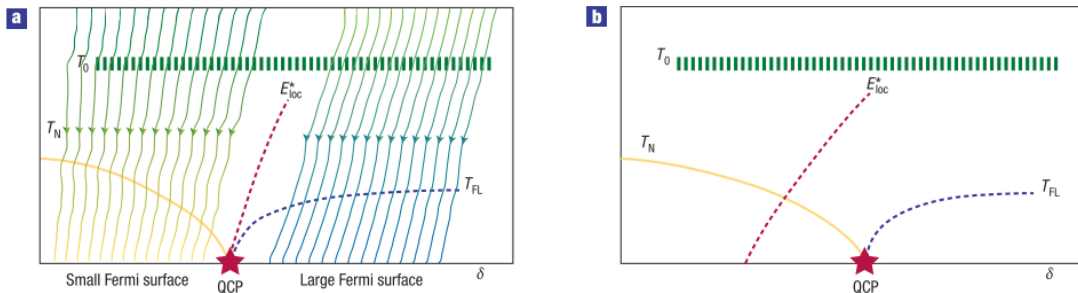 a
T0
E*loc
TN
TFL
Small Fermi surface
QCP
Large Fermi surface
δ
b
T0
E*loc
TN
TFL
QCP
δ